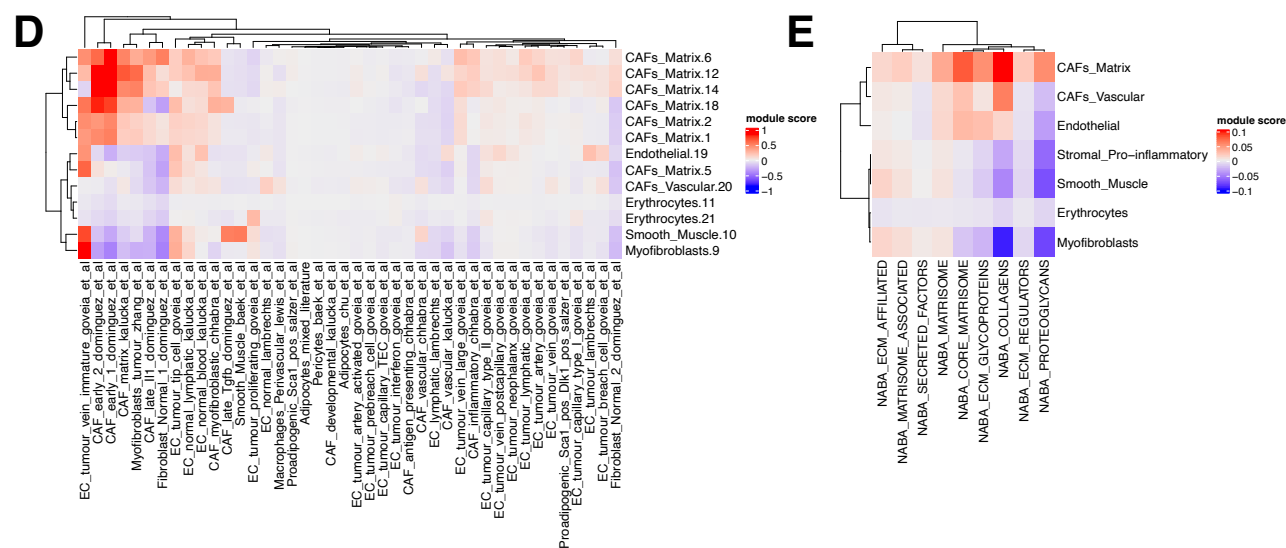 D
CAFs_Matrix.6
CAFs_Matrix.12
CAFs_Matrix.14
CAFs_Matrix.18
CAFs_Matrix.2
CAFs_Matrix.1
Endothelial.19
CAFs_Matrix.5
CAFs_Vascular.20
Erythrocytes.11
Erythrocytes.21
Smooth_Muscle.10
Myofibroblasts.9
module score
1
0.5
0
−0.5
−1
EC_tumour_vein_immature_goveia_et_al
CAF_early_2_dominguez_et_al
CAF_early_1_dominguez_et_al
CAF_matrix_kalucka_et_al
Myofibroblasts_tumour_zhang_et_al
CAF_late_Il1_dominguez_et_al
Fibroblast_Normal_1_dominguez_et_al
EC_tumour_tip_cell_goveia_et_al
EC_normal_lymphatic_kalucka_et_al
EC_normal_blood_kalucka_et_al
CAF_myofibroblastic_chhabra_et_al
CAF_late_Tgfb_dominguez_et_al
Smooth_Muscle_baek_et_al
EC_tumour_proliferating_goveia_et_al
EC_normal_lambrechts_et_al
Macrophages_Perivascular_lewis_et_al
Proadipogenic_Sca1_pos_salzer_et_al
Adipocytes_mixed_literature
Pericytes_baek_et_al
CAF_developmental_kalucka_et_al
Adipocytes_chu_et_al
EC_tumour_artery_activated_goveia_et_al
EC_tumour_prebreach_cell_goveia_et_al
EC_tumour_capillary_TEC_goveia_et_al
EC_tumour_interferon_goveia_et_al
CAF_antigen_presenting_chhabra_et_al
CAF_vascular_chhabra_et_al
EC_lymphatic_lambrechts_et_al
CAF_vascular_kalucka_et_al
EC_tumour_vein_large_goveia_et_al
CAF_inflammatory_chhabra_et_al
EC_tumour_capillary_type_II_goveia_et_al
EC_tumour_vein_postcapillary_goveia_et_al
EC_tumour_neophalanx_goveia_et_al
EC_tumour_lymphatic_goveia_et_al
EC_tumour_artery_goveia_et_al
EC_tumour_vein_goveia_et_al
Proadipogenic_Sca1_pos_Dlk1_pos_salzer_et_al
EC_tumour_capillary_type_I_goveia_et_al
EC_tumour_lambrechts_et_al
EC_tumour_breach_cell_goveia_et_al
Fibroblast_Normal_2_dominguez_et_al
E
CAFs_Matrix
CAFs_Vascular
Endothelial
Stromal_Pro−inflammatory
Smooth_Muscle
Erythrocytes
Myofibroblasts
module score
0.1
0.05
0
−0.05
−0.1
NABA_ECM_AFFILIATED
NABA_MATRISOME_ASSOCIATED
NABA_SECRETED_FACTORS
NABA_MATRISOME
NABA_CORE_MATRISOME
NABA_ECM_GLYCOPROTEINS
NABA_COLLAGENS
NABA_ECM_REGULATORS
NABA_PROTEOGLYCANS